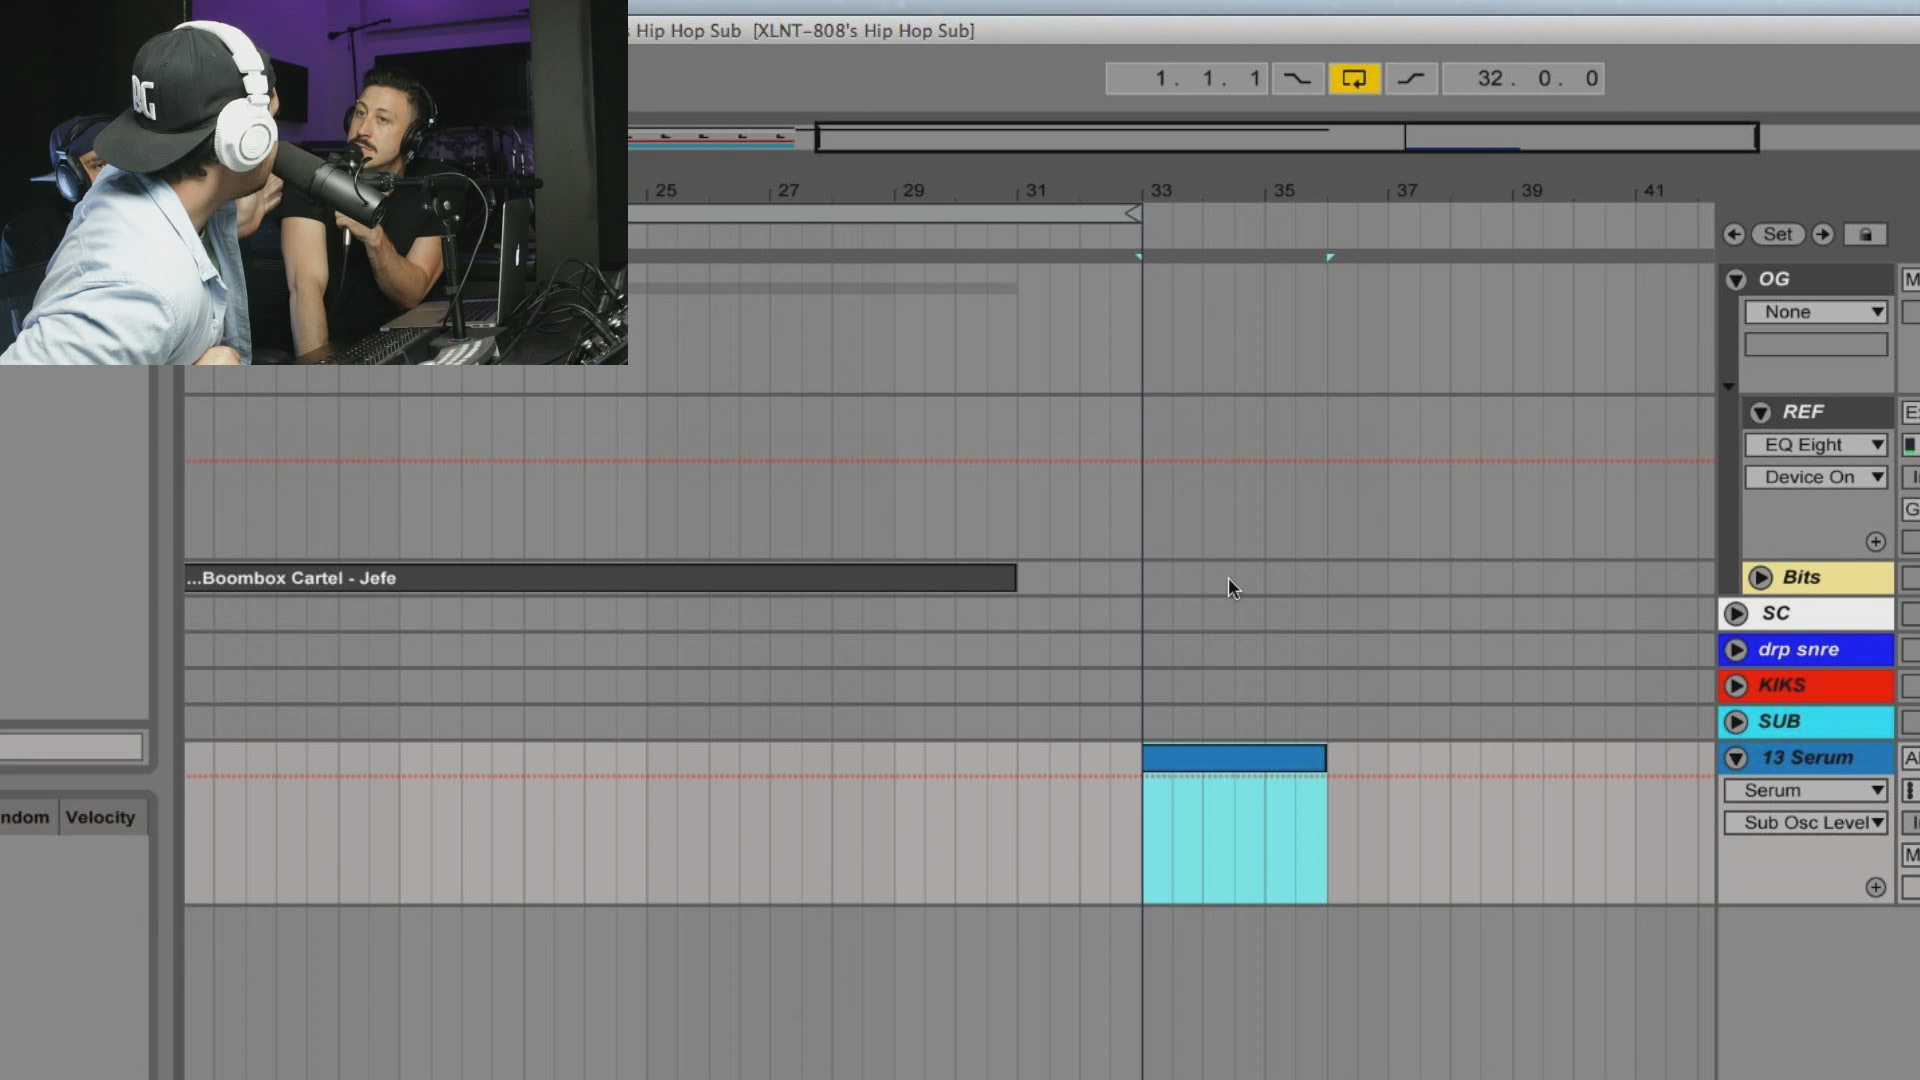 s Hip Hop Sub [XLNT-808's Hip Hop Sub]
1. 1. 1
32. 0. 0
25 27 29 31 33 35 37 39 41
Set
OG
None
REF
EQ Eight
Device On
...Boombox Cartel - Jefe
Bits
SC
drp snre
KIKS
SUB
13 Serum
Serum
Sub Osc Level
ndom
Velocity